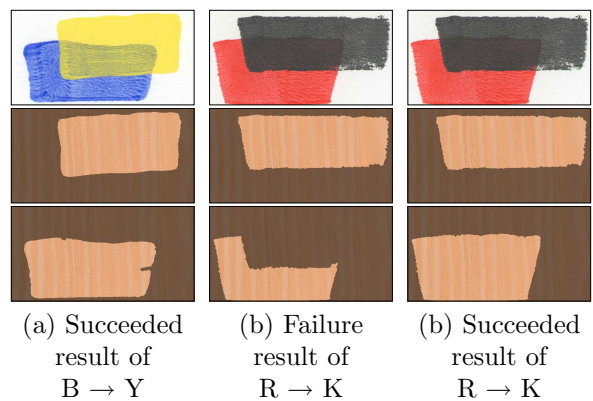 (a) Succeeded
result of
B → Y
(b) Failure
result of
R → K
(b) Succeeded
result of
R → K